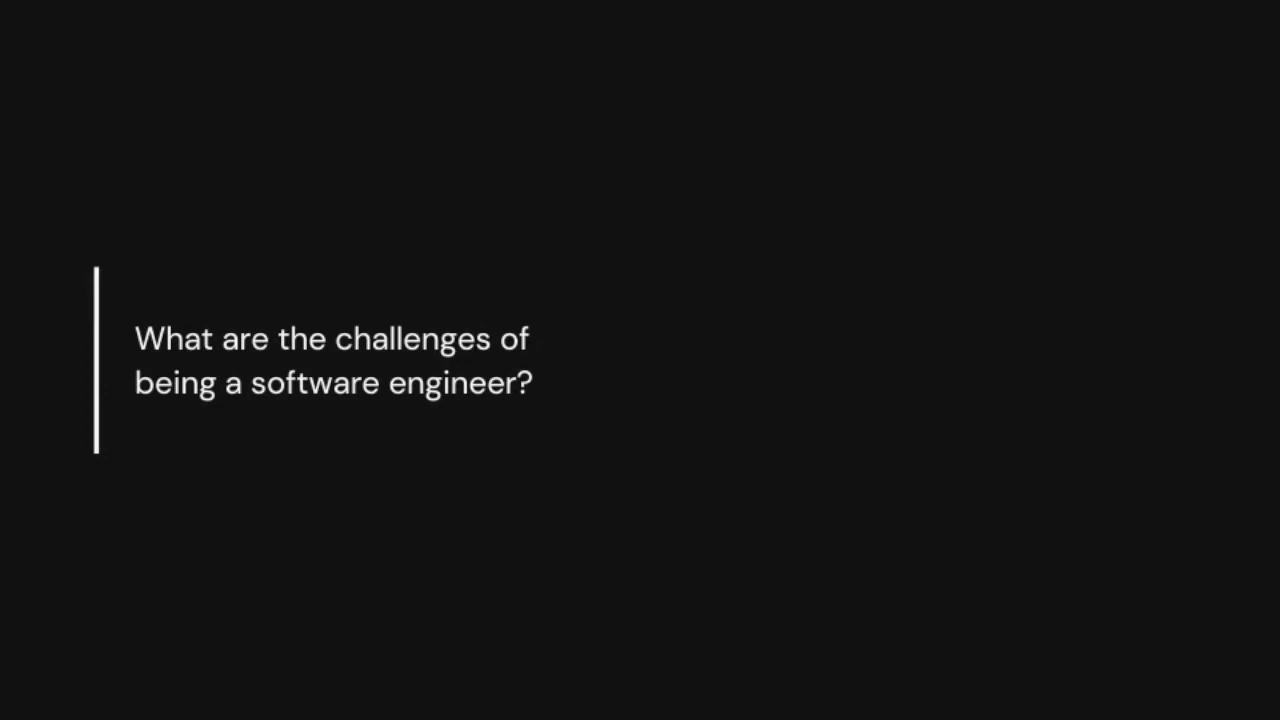 What are the challenges of
being a software engineer?